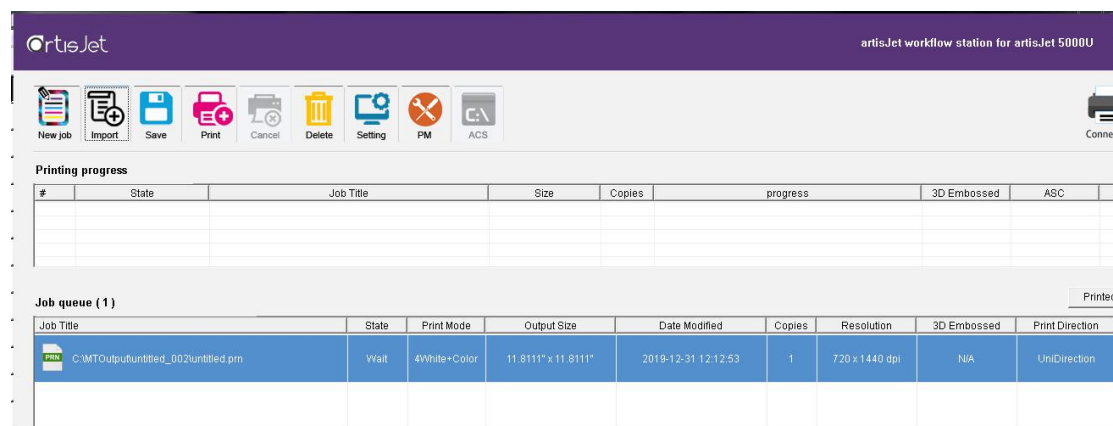 artisJet
artisJet workflow station for artisJet 5000U
New job Import Save Print Cancel Delete Setting PM ACS
C:\
Printing progress
# State Job Title Size Copies progress 3D Embossed ASC
Job queue ( 1 )
Job Title State Print Mode Output Size Date Modified Copies Resolution 3D Embossed Print Direction
PRN C:\MTOutput\untitled_002\untitled.prn Wait 4White+Color 11.8111" x 11.8111" 2019-12-31 12:12:53 1 720 x 1440 dpi N/A UniDirection